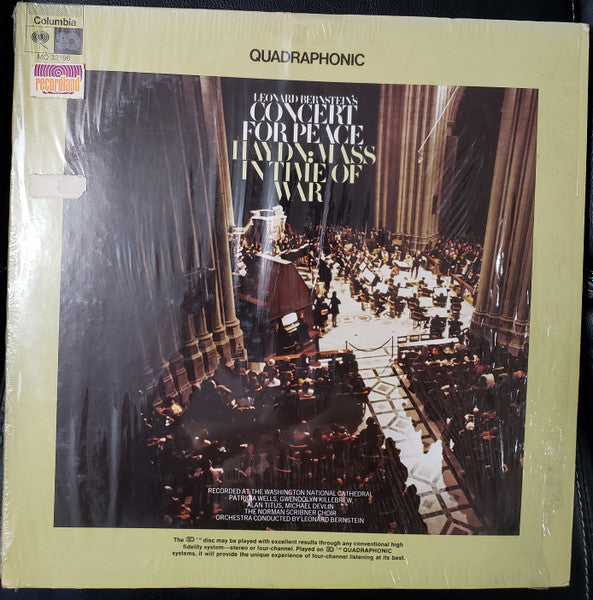 Columbia
QUADRAPHONIC
MQ 32196
recordland
LEONARD BERNSTEIN'S
CONCERT
FOR PEACE
HAYDN: MASS
IN TIME OF
WAR
RECORDED AT THE WASHINGTON NATIONAL CATHEDRAL
PATRICIA WELLS, GWENDOLYN KILLEBREW,
ALAN TITUS, MICHAEL DEVLIN
THE NORMAN SCRIBNER CHOIR
ORCHESTRA CONDUCTED BY LEONARD BERNSTEIN
The SQ ™ disc may be played with excellent results through any conventional high
fidelity system—stereo or four-channel. Played on SQ ™ QUADRAPHONIC
systems, it will provide the unique experience of four-channel listening at its best.